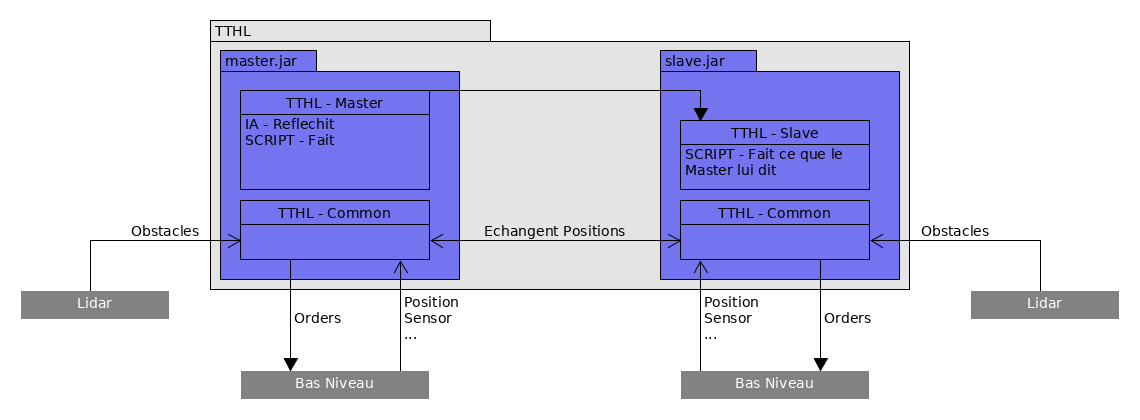 TTHL
master.jar
slave.jar
TTHL - Master
IA - Reflechit
SCRIPT - Fait
TTHL - Slave
SCRIPT - Fait ce que le
Master lui dit
TTHL - Common
TTHL - Common
Obstacles
Echangent Positions
Obstacles
Lidar
Lidar
Orders
Position
Sensor
...
Position
Sensor
...
Orders
Bas Niveau
Bas Niveau